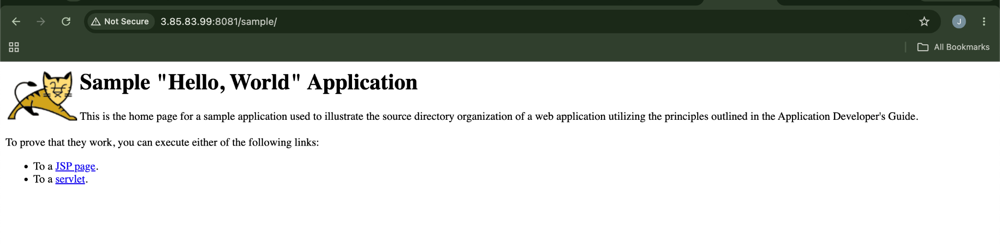 Not Secure 3.85.83.99:8081/sample/ J
All Bookmarks
Sample "Hello, World" Application
This is the home page for a sample application used to illustrate the source directory organization of a web application utilizing the principles outlined in the Application Developer's Guide.
To prove that they work, you can execute either of the following links:
• To a JSP page.
• To a servlet.